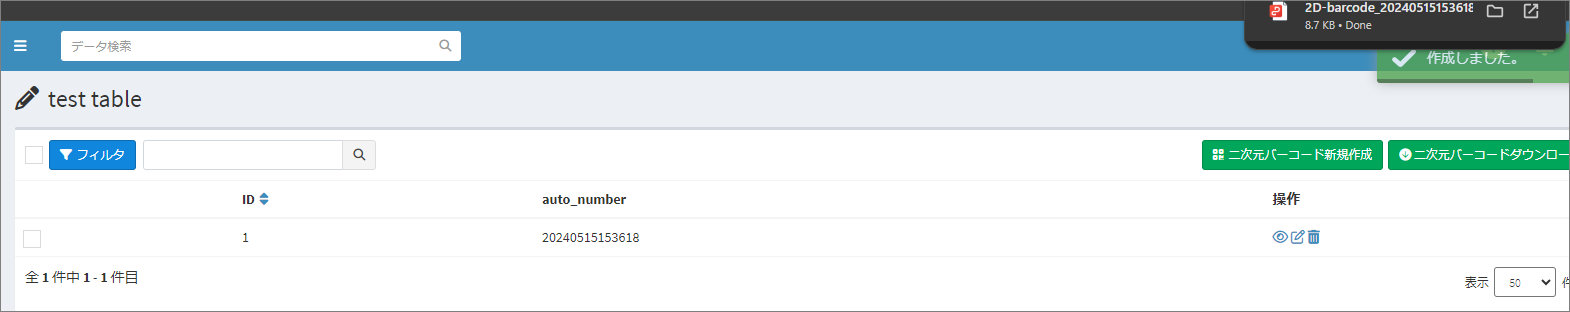 2D-barcode_20240515153618
8.7 KB • Done
データ検索
作成しました。
test table
フィルタ
二次元バーコード新規作成
二次元バーコードダウンロー
ID
auto_number
操作
1
20240515153618
全 1 件中 1 - 1 件目
表示
50
件